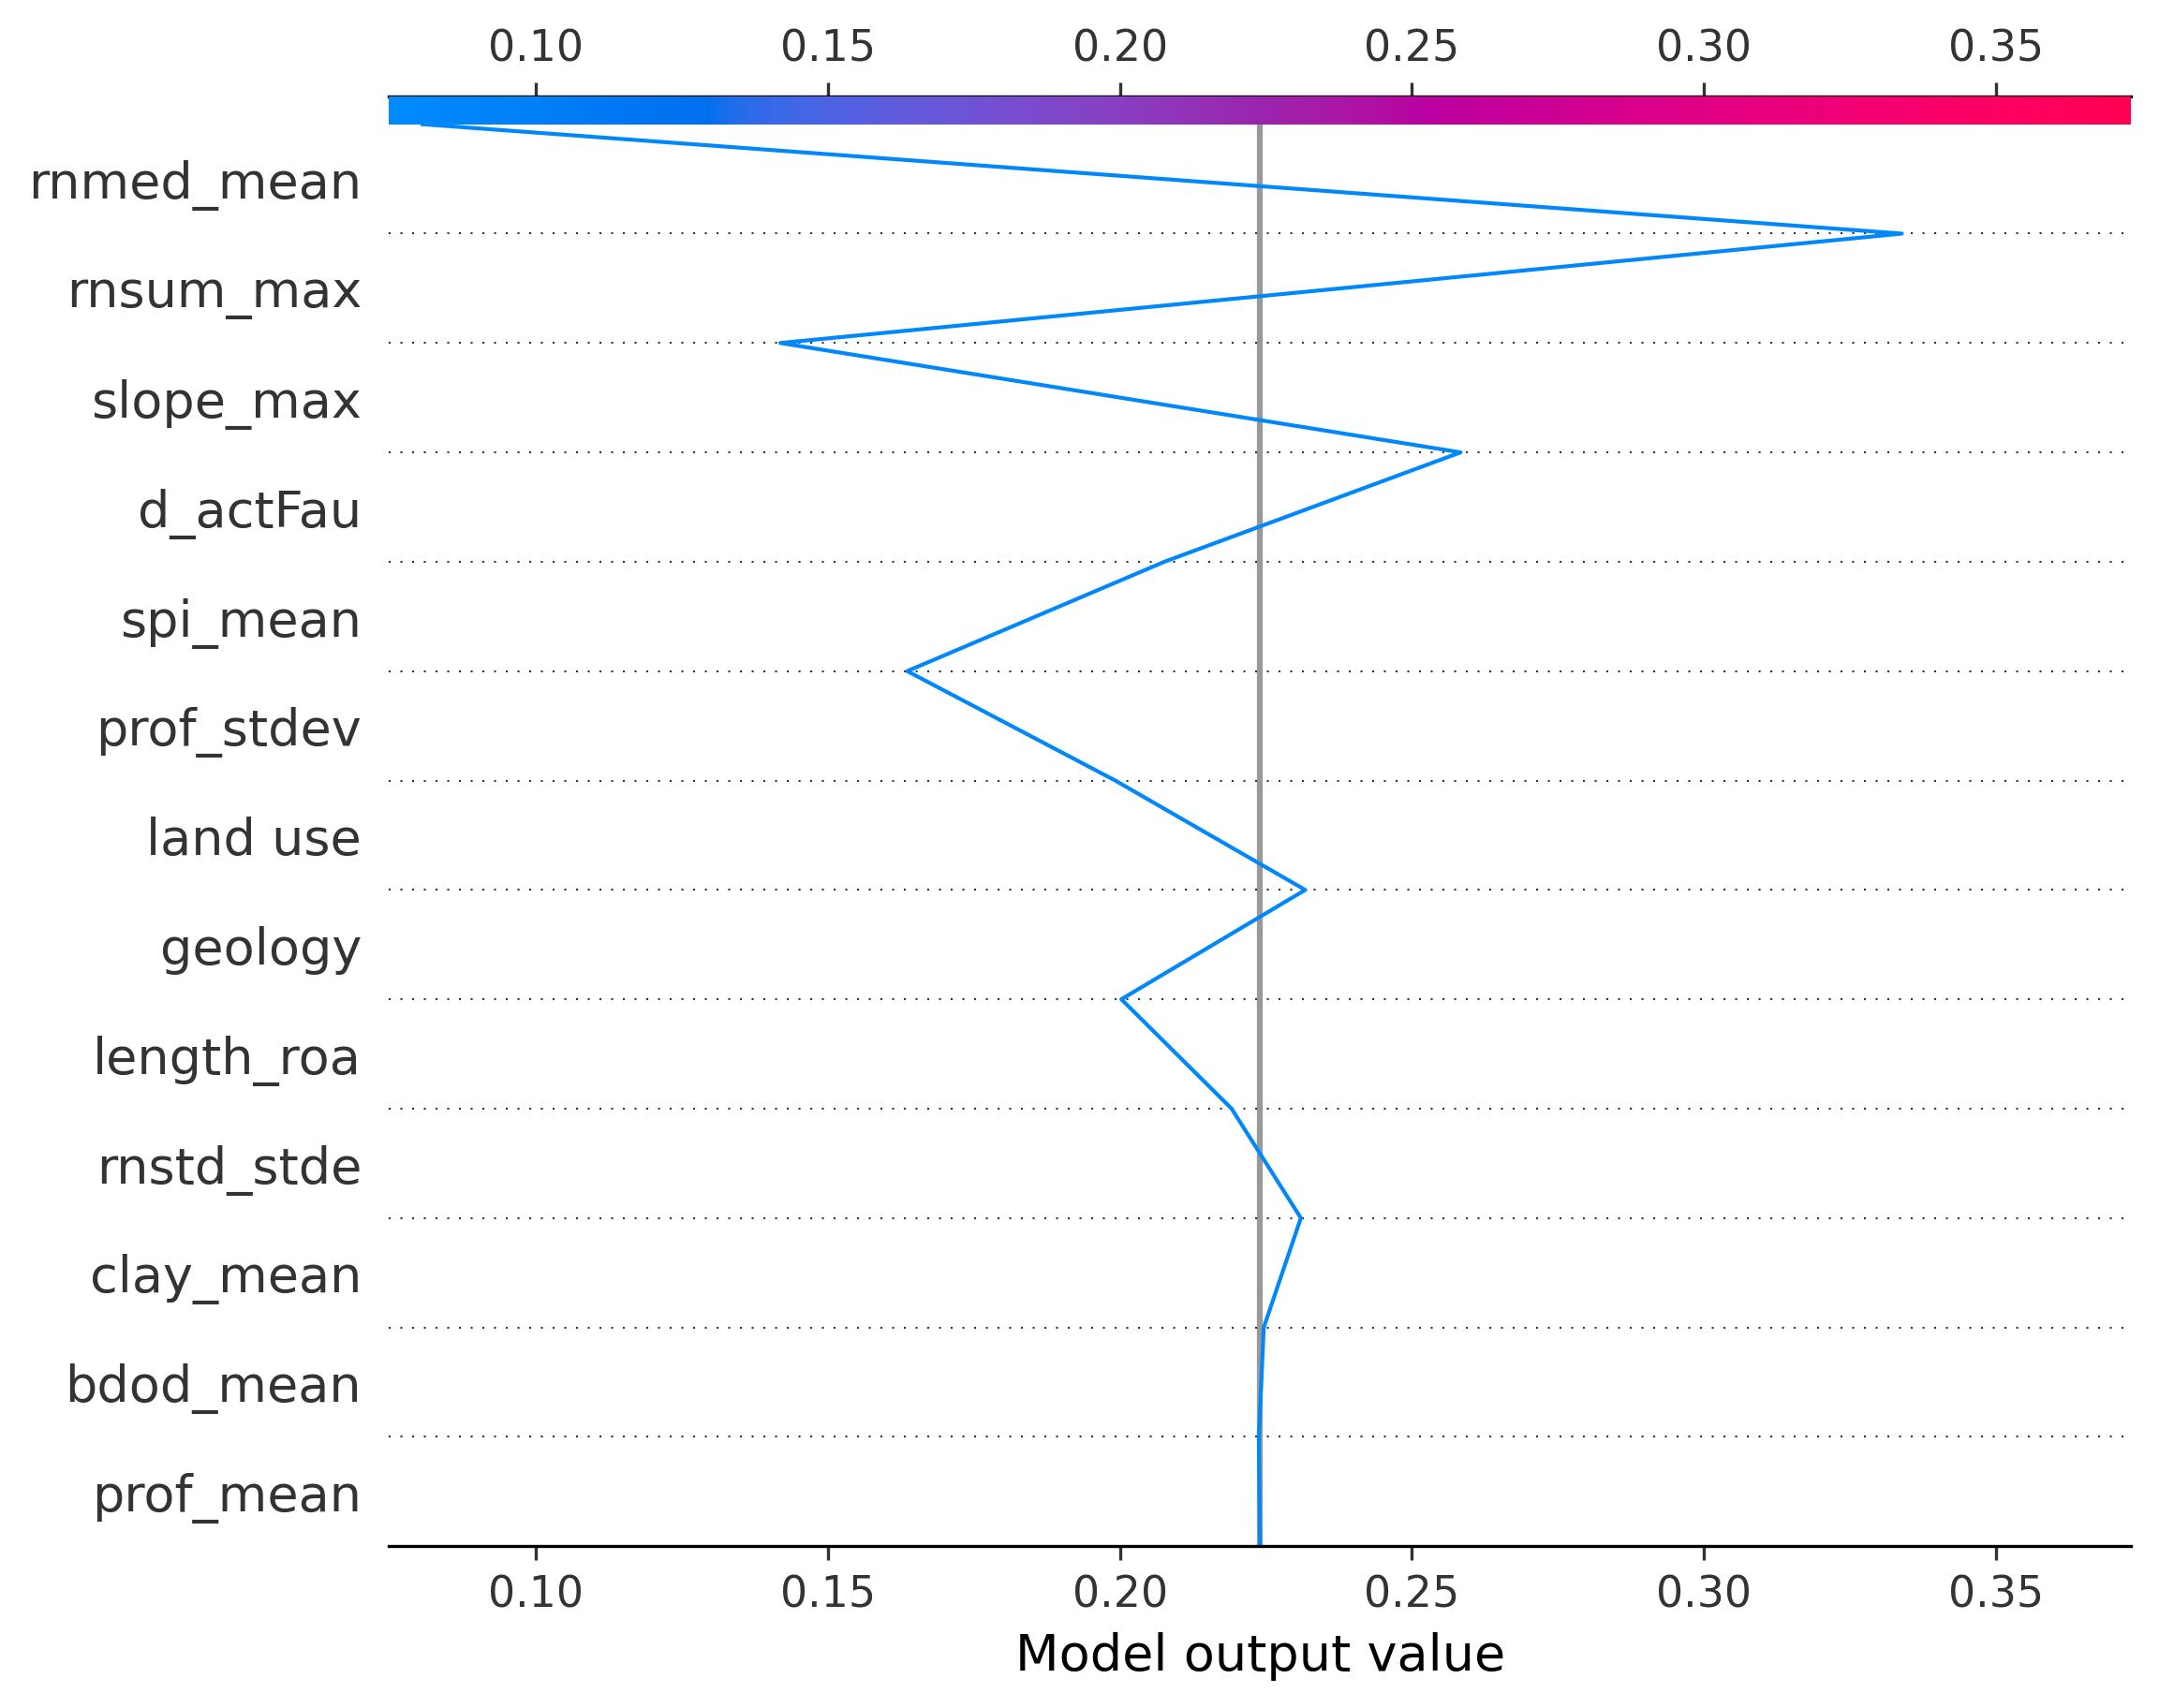 0.10 0.15 0.20 0.25 0.30 0.35
rnmed_mean
rnsum_max
slope_max
d_actFau
spi_mean
prof_stdev
land use
geology
length_roa
rnstd_stde
clay_mean
bdod_mean
prof_mean
0.10 0.15 0.20 0.25 0.30 0.35
Model output value